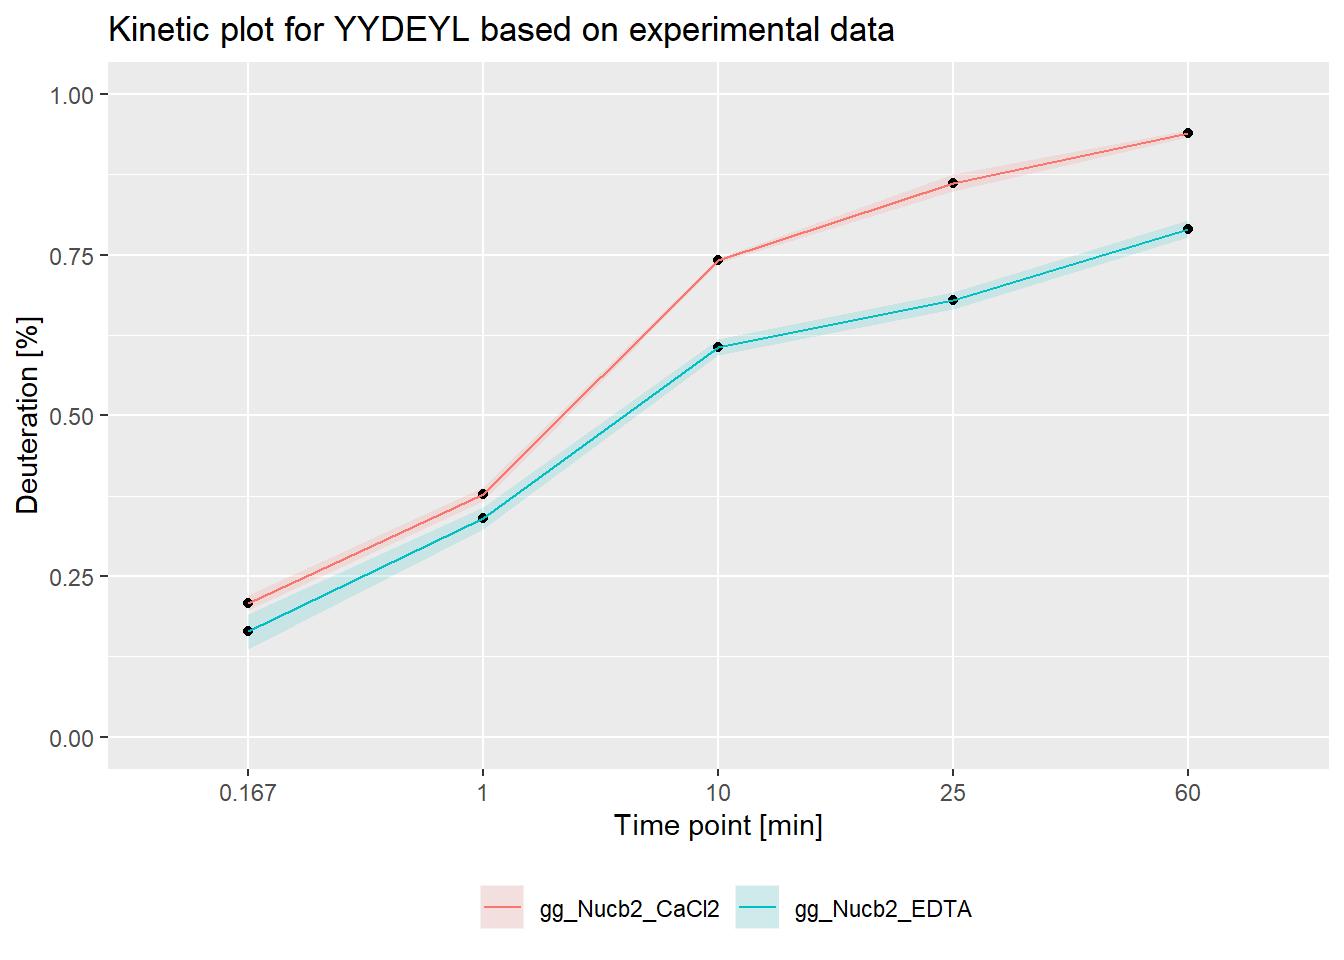 Kinetic plot for YYDEYL based on experimental data
1.00
0.75
0.50
0.25
0.00
Deuteration [%]
0.167 1 10 25 60
Time point [min]
gg_Nucb2_CaCl2 gg_Nucb2_EDTA